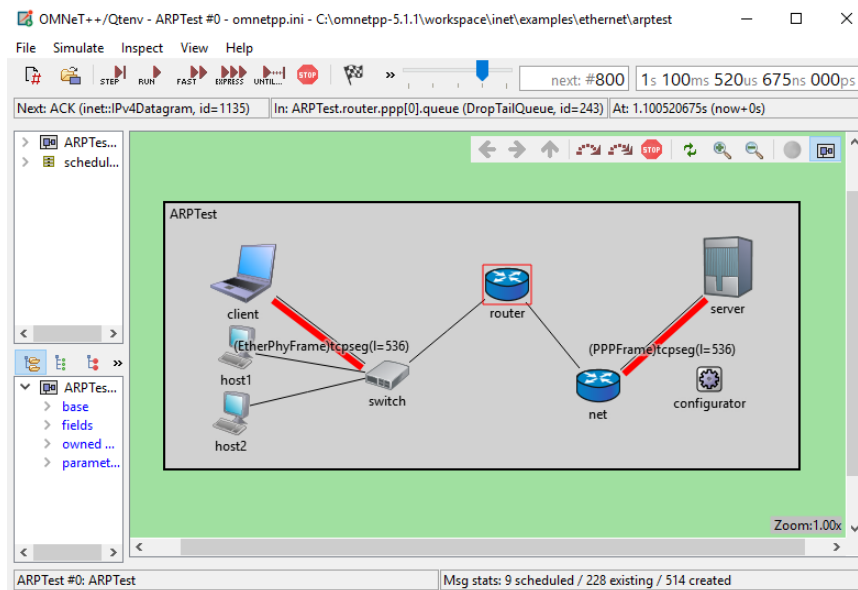 OMNeT++/Qtenv - ARPTest #0 - omnetpp.ini - C:\omnetpp-5.1.1\workspace\inet\examples\ethernet\arptest
File Simulate Inspect View Help
STEP RUN FAST EXPRESS UNTIL... STOP » next: #800 1s 100ms 520us 675ns 000ps
Next: ACK (inet::IPv4Datagram, id=1135) In: ARPTest.router.ppp[0].queue (DropTailQueue, id=243) At: 1.100520675s (now+0s)
ARPTes...
schedul...
STOP
ARPTest
client
router
server
(EtherPhyFrame)tcpseg(l=536)
(PPPFrame)tcpseg(l=536)
host1
switch
net
configurator
host2
»
ARPTes...
base
fields
owned ...
paramet...
Zoom:1.00x
ARPTest #0: ARPTest Msg stats: 9 scheduled / 228 existing / 514 created